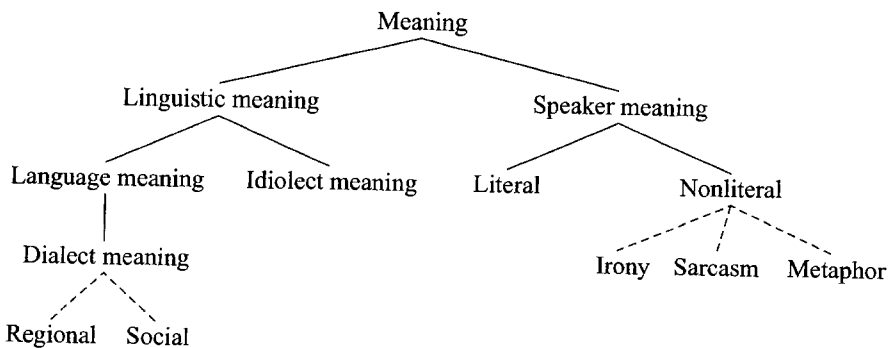 Meaning
Linguistic meaning
Speaker meaning
Language meaning
Idiolect meaning
Literal
Nonliteral
Dialect meaning
Irony
Sarcasm
Metaphor
Regional
Social